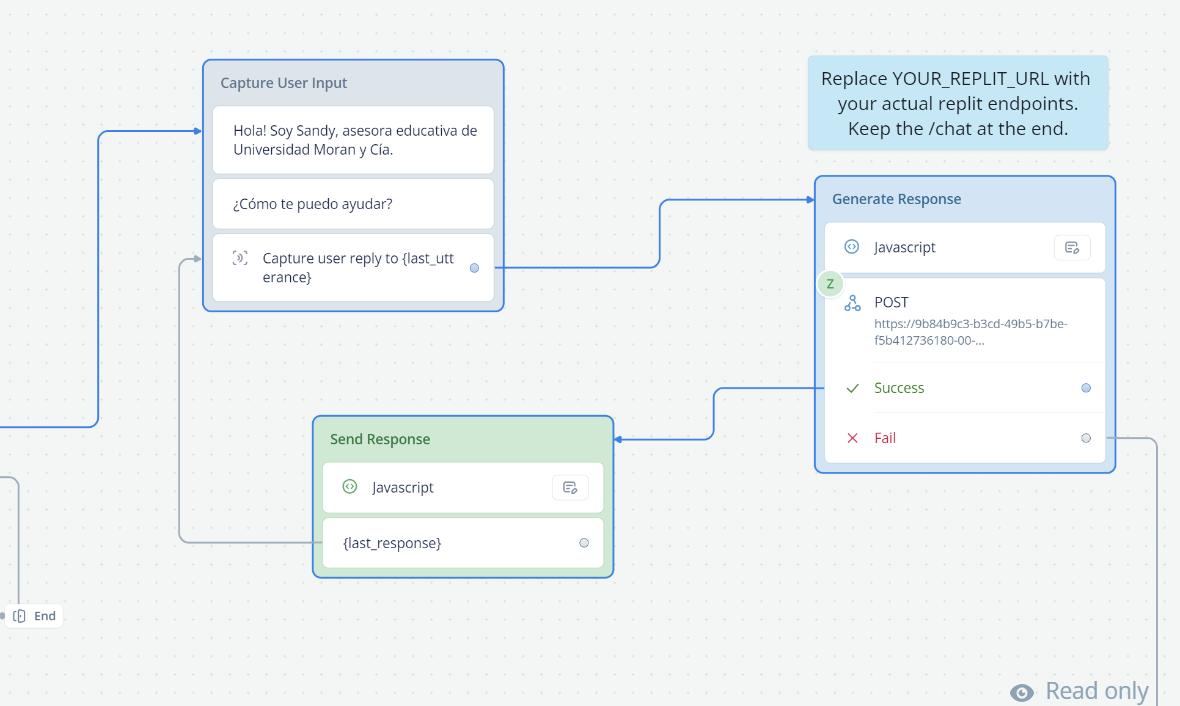 Capture User Input
Hola! Soy Sandy, asesora educativa de
Universidad Moran y Cía.
¿Cómo te puedo ayudar?
Capture user reply to {last_utt
erance}
Replace YOUR_REPLIT_URL with
your actual replit endpoints.
Keep the /chat at the end.
Generate Response
Javascript
Z
POST
https://9b84b9c3-b3cd-49b5-b7be-
f5b412736180-00-...
Success
Fail
Send Response
Javascript
{last_response}
End
Read only